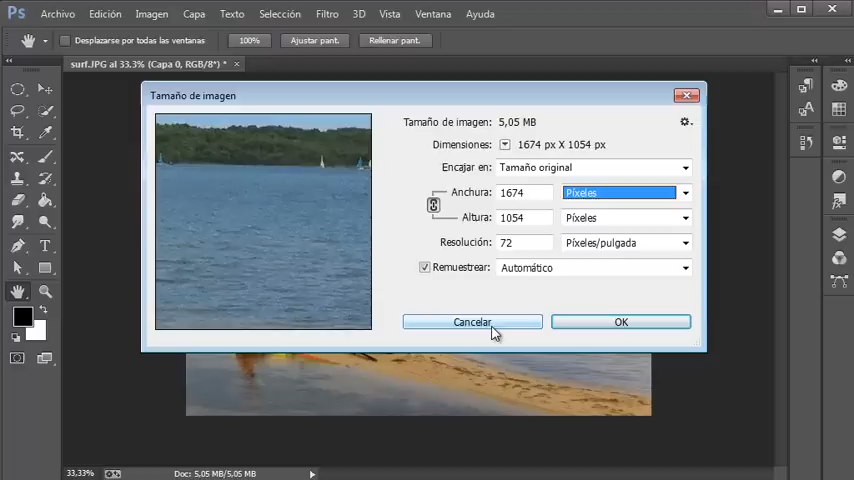 Ps Archivo Edición Imagen Capa Texto Selección Filtro 3D Vista Ventana Ayuda
Desplazarse por todas las ventanas 100% Ajustar pant. Rellenar pant.
surf.JPG al 33,3% (Capa 0, RGB/8*) * ×
Tamaño de imagen
Tamaño de imagen: 5,05 MB
Dimensiones: 1674 px X 1054 px
Encajar en: Tamaño original
Anchura: 1674 Píxeles
Altura: 1054 Píxeles
Resolución: 72 Píxeles/pulgada
Remuestrear: Automático
Cancelar OK
33,33% Doc: 5,05 MB/5,05 MB